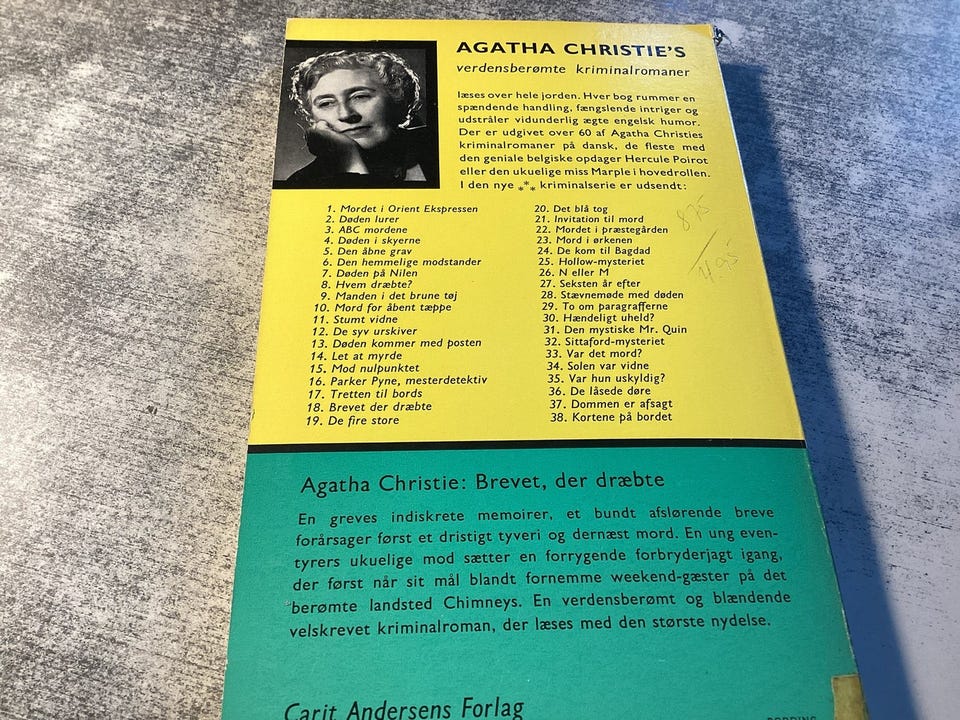 AGATHA CHRISTIE'S
verdensberømte kriminalromaner
læses over hele jorden. Hver bog rummer en
spændende handling, fængslende intriger og
udstråler vidunderlig ægte engelsk humor.
Der er udgivet over 60 af Agatha Christies
kriminalromaner på dansk, de fleste med
den geniale belgiske opdager Hercule Poirot
eller den ukuelige miss Marple i hovedrollen.
I den nye *** kriminalserie er udsendt:
1. Mordet i Orient Ekspressen
2. Døden lurer
3. ABC mordene
4. Døden i skyerne
5. Den åbne grav
6. Den hemmelige modstander
7. Døden på Nilen
8. Hvem dræbte?
9. Manden i det brune tøj
10. Mord for åbent tæppe
11. Stumt vidne
12. De syv urskiver
13. Døden kommer med posten
14. Let at myrde
15. Mod nulpunktet
16. Parker Pyne, mesterdetektiv
17. Tretten til bords
18. Brevet der dræbte
19. De fire store
20. Det blå tog
21. Invitation til mord
22. Mordet i præstegården
23. Mord i ørkenen
24. De kom til Bagdad
25. Hollow-mysteriet
26. N eller M
27. Seksten år efter
28. Stævnemøde med døden
29. To om paragrafferne
30. Hændeligt uheld?
31. Den mystiske Mr. Quin
32. Sittaford-mysteriet
33. Var det mord?
34. Solen var vidne
35. Var hun uskyldig?
36. De låsede døre
37. Dommen er afsagt
38. Kortene på bordet
875
4.95
Agatha Christie: Brevet, der dræbte
En greves indiskrete memoirer, et bundt afslørende breve
forårsager først et dristigt tyveri og dernæst mord. En ung even-
tyrers ukuelige mod sætter en forrygende forbryderjagt igang,
der først når sit mål blandt fornemme weekend-gæster på det
berømte landsted Chimneys. En verdensberømt og blændende
velskrevet kriminalroman, der læses med den største nydelse.
Carit Andersens Forlag